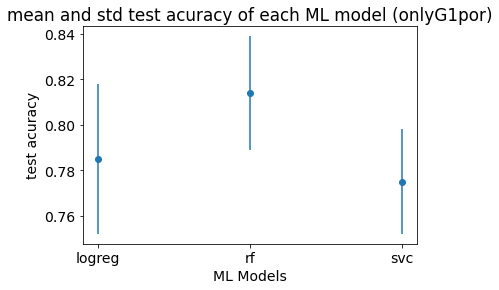 mean and std test acuracy of each ML model (onlyG1por)
0.84
0.82
0.80
0.78
0.76
test acuracy
logreg rf svc
ML Models